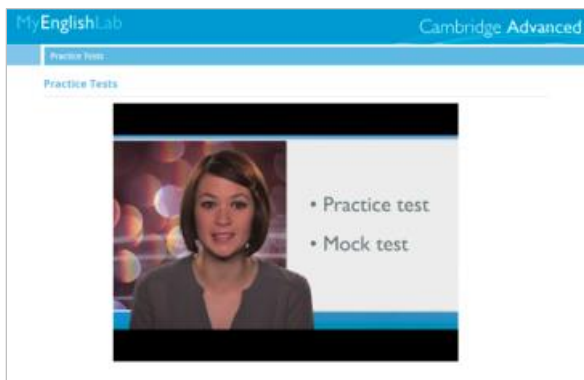 MyEnglishLab
Cambridge Advanced
Practice Tests
Practice Tests
• Practice test
• Mock test